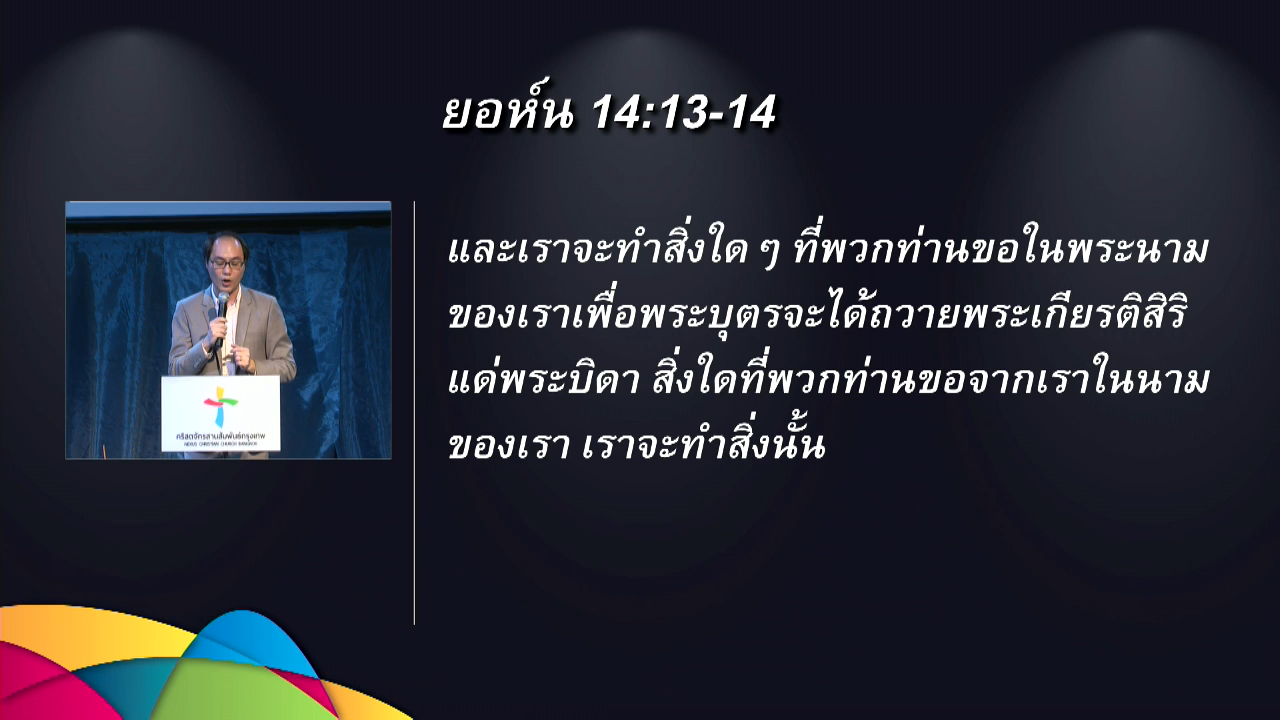 ยอห์น 14:13-14
และเราจะทำสิ่งใด ๆ ที่พวกท่านขอในพระนาม
ของเราเพื่อพระบุตรจะได้ถวายพระเกียรติสิริ
แด่พระบิดา สิ่งใดที่พวกท่านขอจากเราในนาม
ของเรา เราจะทำสิ่งนั้น
คริสตจักรสานสัมพันธ์กรุงเทพ
NEXUS CHRISTIAN CHURCH BANGKOK